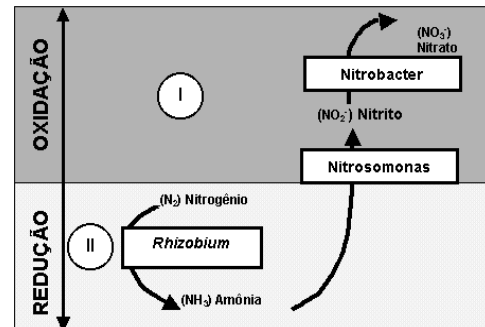 OXIDAÇÃO
I
(NO₃⁻)
Nitrato
Nitrobacter
(NO₂⁻) Nitrito
Nitrosomonas
REDUÇÃO
II
(N₂) Nitrogênio
Rhizobium
(NH₃) Amônia